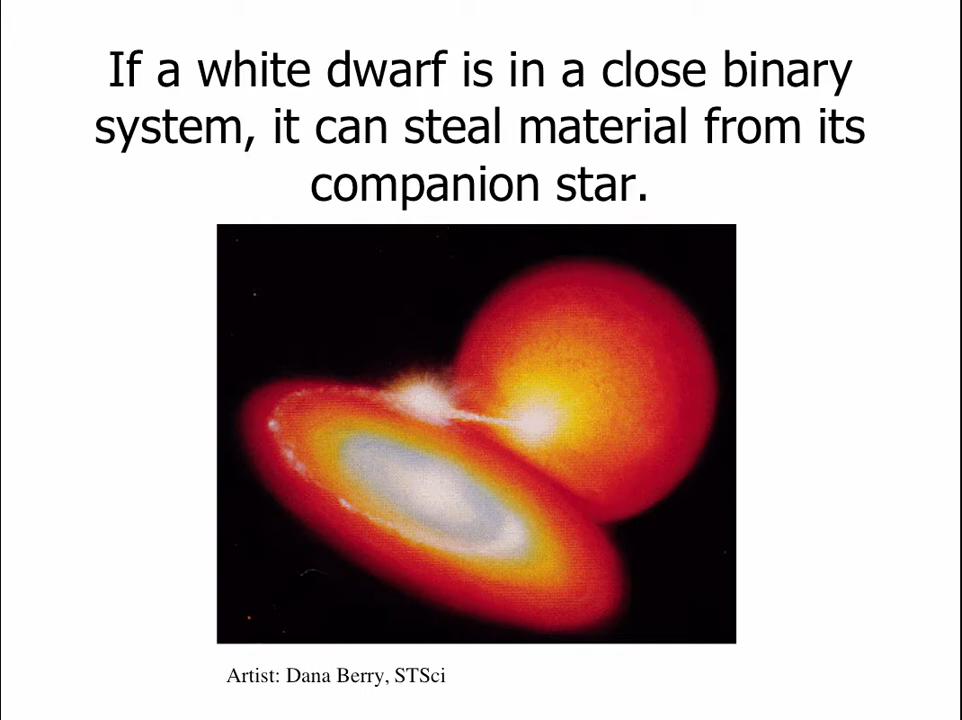 If a white dwarf is in a close binary
system, it can steal material from its
companion star.
Artist: Dana Berry, STSci